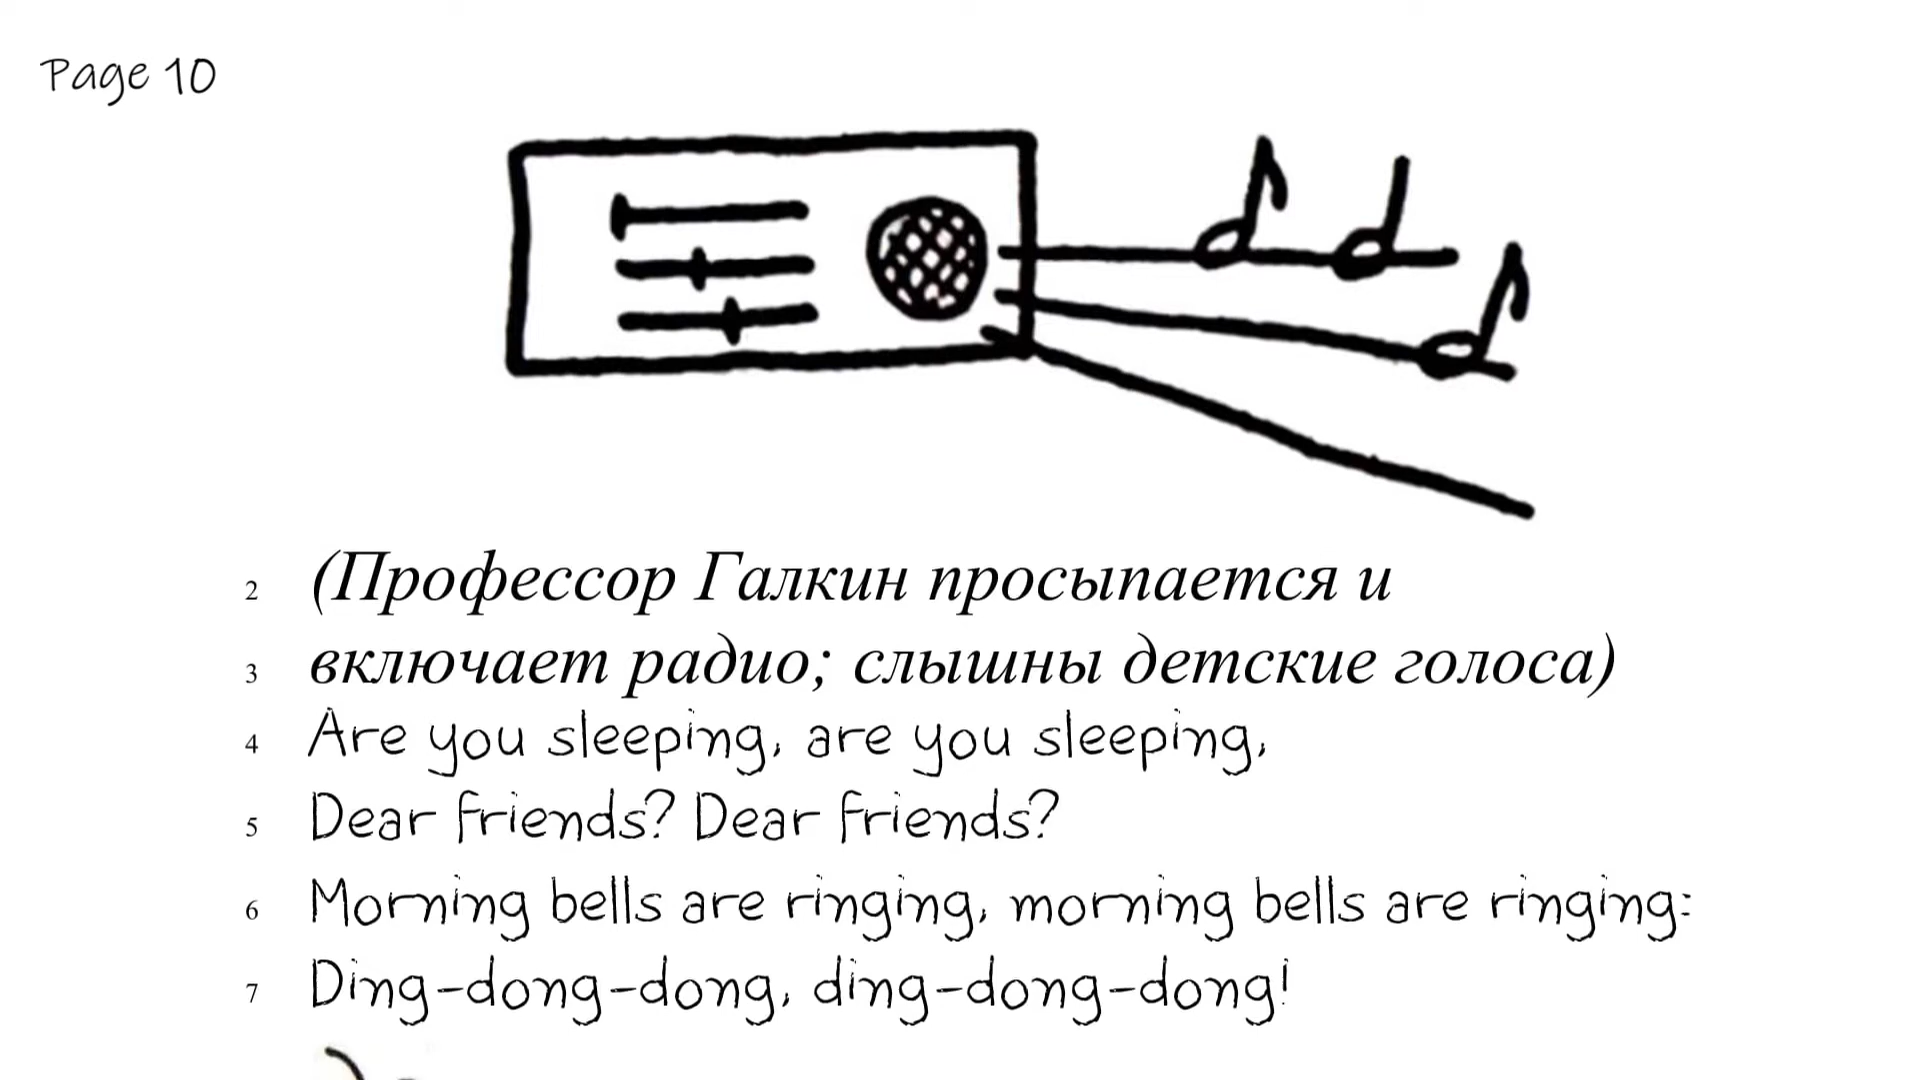 Page 10
2 (Профессор Галкин просыпается и
3 включает радио; слышны детские голоса)
4 Are you sleeping, are you sleeping,
5 Dear friends? Dear friends?
6 Morning bells are ringing, morning bells are ringing:
7 Ding-dong-dong, ding-dong-dong!